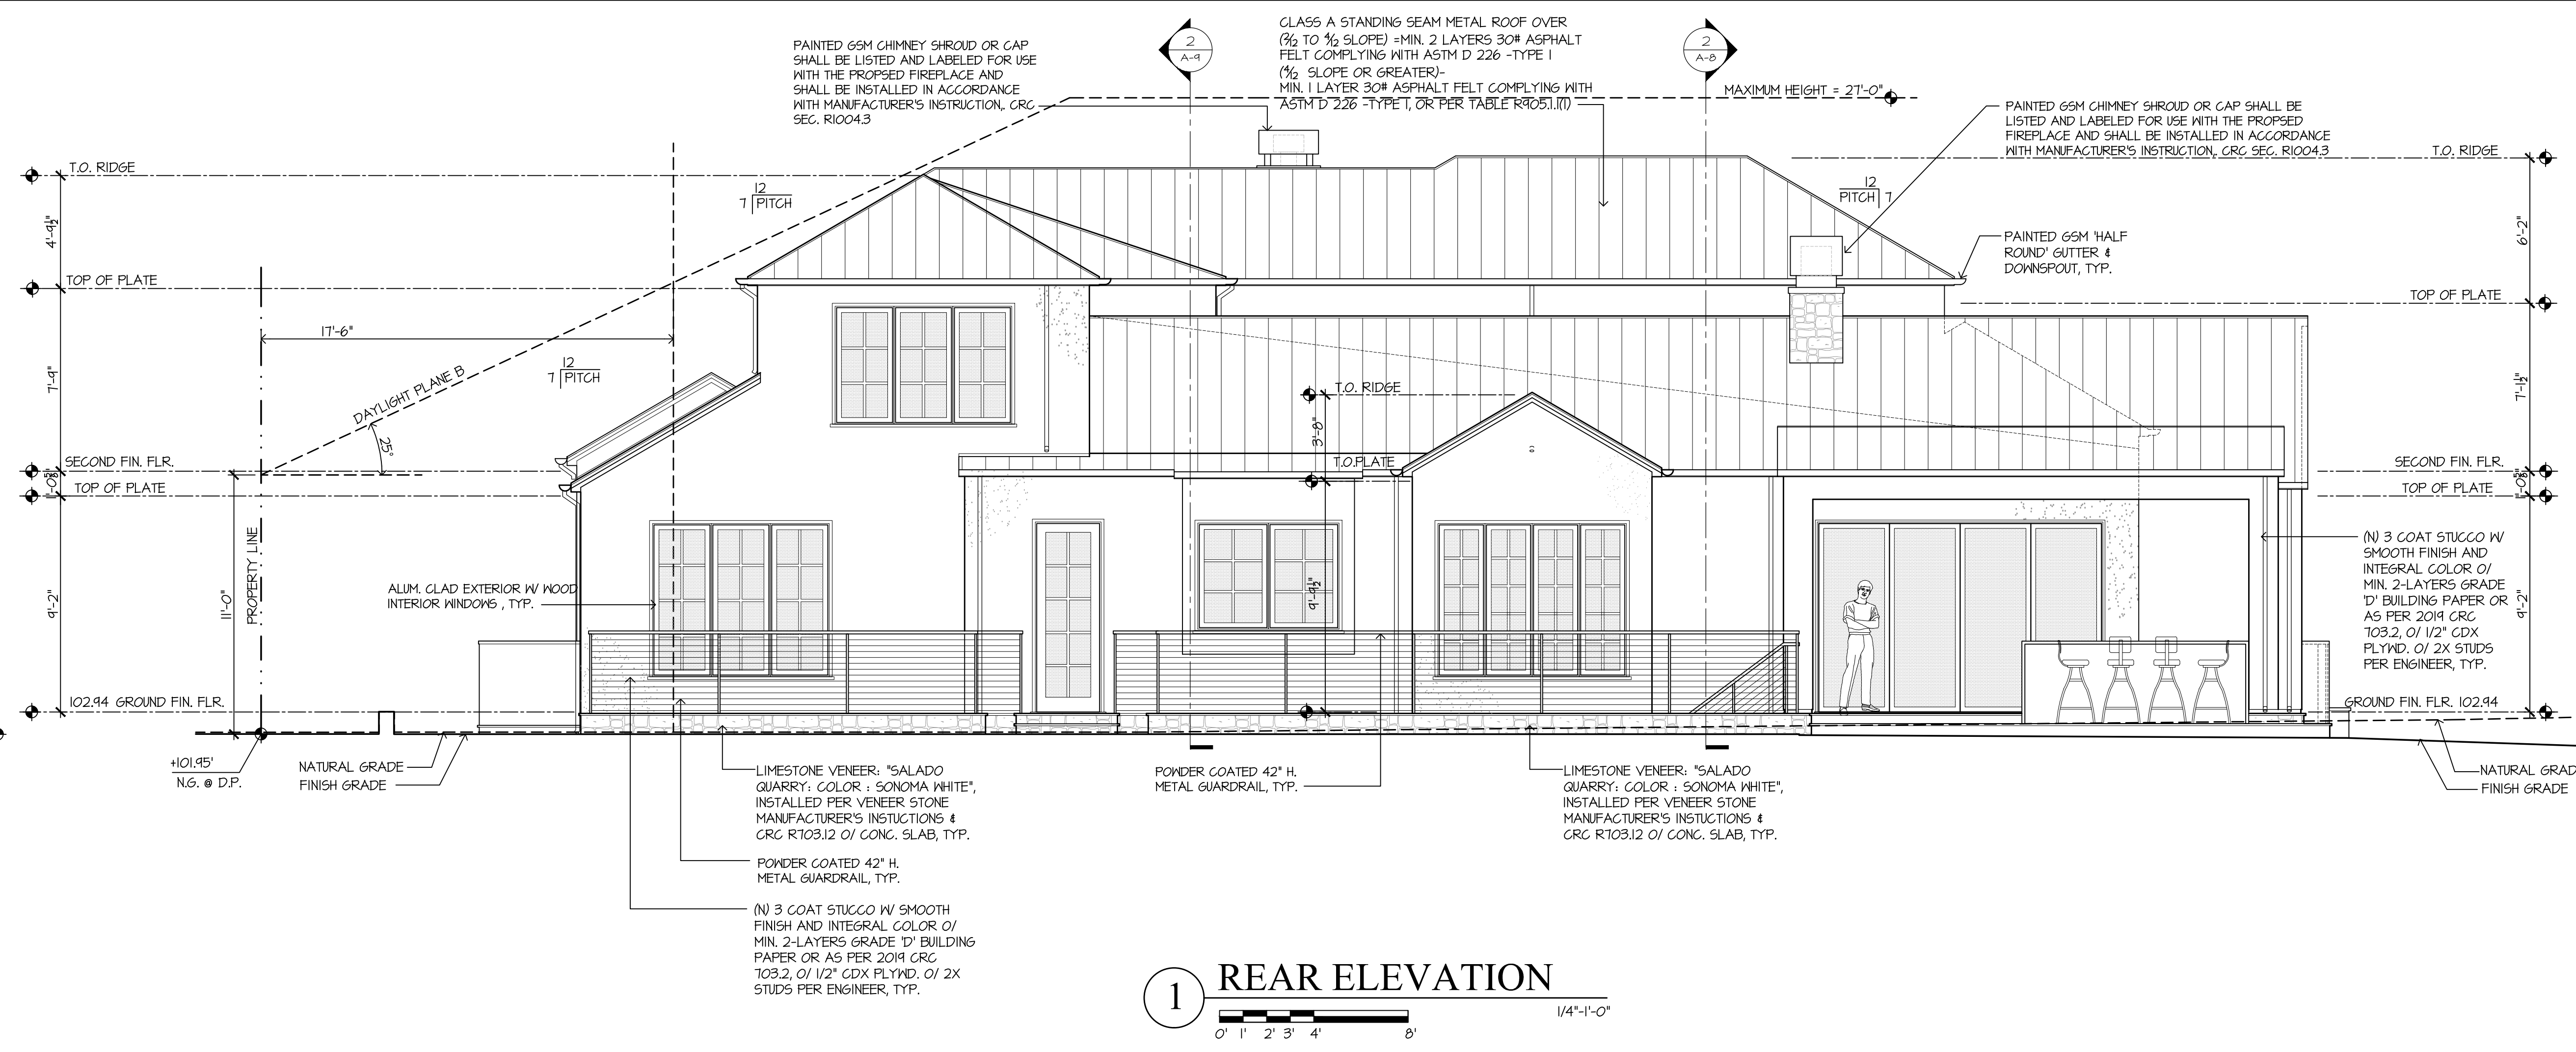 CLASS A STANDING SEAM METAL ROOF OVER
(3/12 TO 4/12 SLOPE) =MIN. 2 LAYERS 30# ASPHALT
FELT COMPLYING WITH ASTM D 226 -TYPE 1
(4/12 SLOPE OR GREATER)-
MIN. 1 LAYER 30# ASPHALT FELT COMPLYING WITH
ASTM D 226 -TYPE 1, OR PER TABLE R905.1.1(1)
PAINTED GSM CHIMNEY SHROUD OR CAP
SHALL BE LISTED AND LABELED FOR USE
WITH THE PROPSED FIREPLACE AND
SHALL BE INSTALLED IN ACCORDANCE
WITH MANUFACTURER'S INSTRUCTION,. CRC
SEC. R1004.3
2
A-9
2
A-8
MAXIMUM HEIGHT = 27'-0"
PAINTED GSM CHIMNEY SHROUD OR CAP SHALL BE
LISTED AND LABELED FOR USE WITH THE PROPSED
FIREPLACE AND SHALL BE INSTALLED IN ACCORDANCE
WITH MANUFACTURER'S INSTRUCTION,. CRC SEC. R1004.3
T.O. RIDGE
T.O. RIDGE
12
7 PITCH
12
PITCH 7
4'-9½"
6'-2"
PAINTED GSM 'HALF
ROUND' GUTTER &
DOWNSPOUT, TYP.
TOP OF PLATE
TOP OF PLATE
17'-6"
12
7 PITCH
7'-9"
7'-1½"
DAYLIGHT PLANE B
25°
T.O. RIDGE
3'-8"
T.O.PLATE
SECOND FIN. FLR.
SECOND FIN. FLR.
TOP OF PLATE
TOP OF PLATE
PROPERTY LINE
11'-0"
9'-2"
ALUM. CLAD EXTERIOR W/ WOOD
INTERIOR WINDOWS , TYP.
9'-9½"
(N) 3 COAT STUCCO W/
SMOOTH FINISH AND
INTEGRAL COLOR O/
MIN. 2-LAYERS GRADE
'D' BUILDING PAPER OR
AS PER 2019 CRC
703.2, O/ 1/2" CDX
PLYWD. O/ 2X STUDS
PER ENGINEER, TYP.
9'-2"
102.94 GROUND FIN. FLR.
GROUND FIN. FLR. 102.94
+101.95'
N.G. @ D.P.
NATURAL GRADE
FINISH GRADE
LIMESTONE VENEER: "SALADO
QUARRY: COLOR : SONOMA WHITE",
INSTALLED PER VENEER STONE
MANUFACTURER'S INSTUCTIONS &
CRC R703.12 O/ CONC. SLAB, TYP.
POWDER COATED 42" H.
METAL GUARDRAIL, TYP.
LIMESTONE VENEER: "SALADO
QUARRY: COLOR : SONOMA WHITE",
INSTALLED PER VENEER STONE
MANUFACTURER'S INSTUCTIONS &
CRC R703.12 O/ CONC. SLAB, TYP.
NATURAL GRAD
FINISH GRADE
POWDER COATED 42" H.
METAL GUARDRAIL, TYP.
(N) 3 COAT STUCCO W/ SMOOTH
FINISH AND INTEGRAL COLOR O/
MIN. 2-LAYERS GRADE 'D' BUILDING
PAPER OR AS PER 2019 CRC
703.2, O/ 1/2" CDX PLYWD. O/ 2X
STUDS PER ENGINEER, TYP.
1 REAR ELEVATION
1/4"-1'-0"
0' 1' 2' 3' 4' 8'